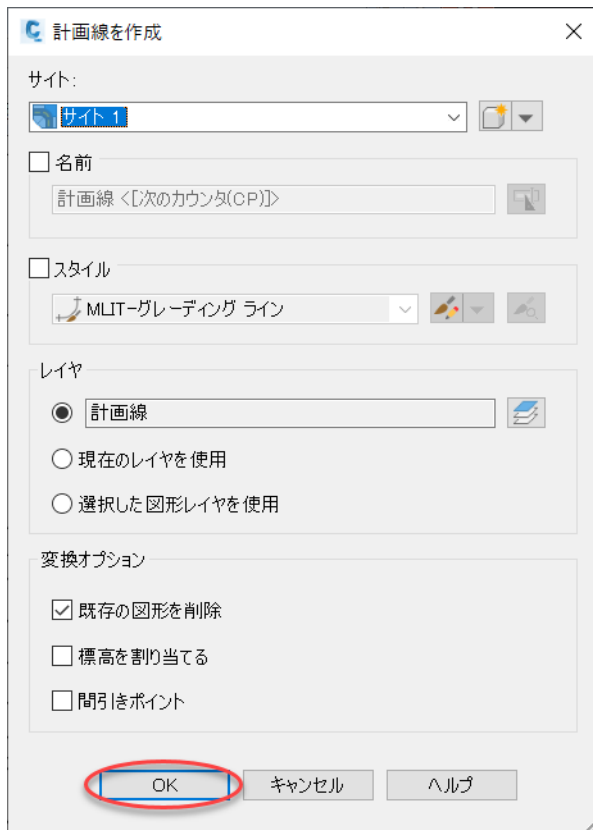 計画線を作成
サイト:
サイト 1
名前
計画線 <[次のカウンタ(CP)]>
スタイル
MLIT-グレーディング ライン
レイヤ
計画線
現在のレイヤを使用
選択した図形レイヤを使用
変換オプション
既存の図形を削除
標高を割り当てる
間引きポイント
OK キャンセル ヘルプ